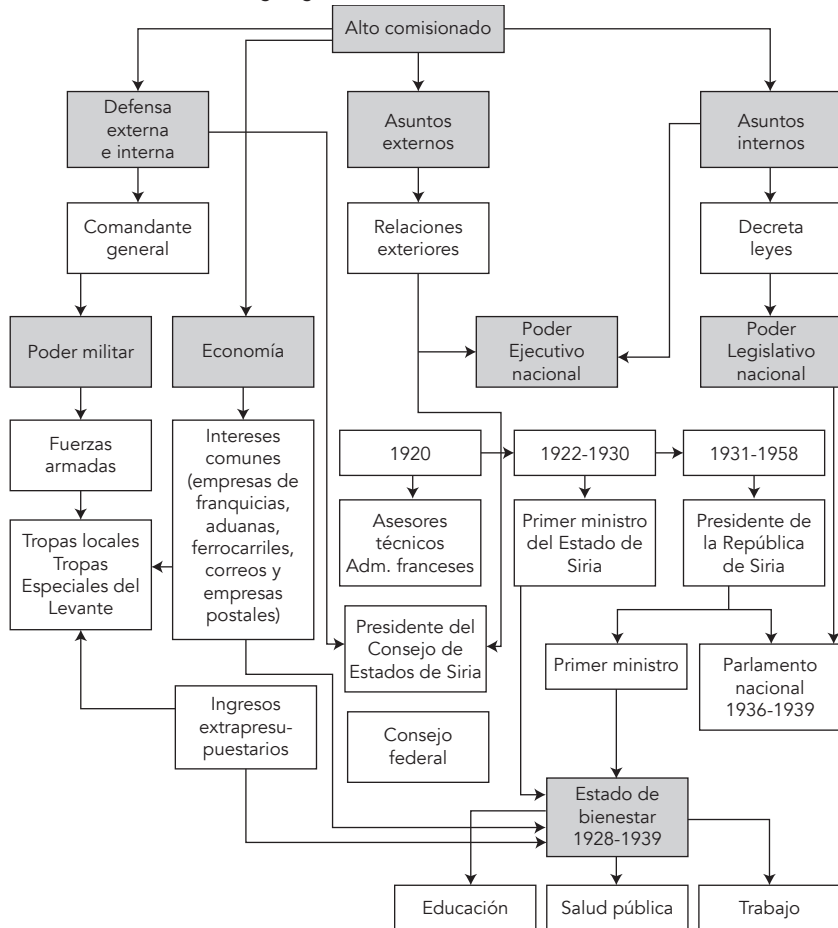 Alto comisionado
Defensa
externa
e interna
Asuntos
externos
Asuntos
internos
Comandante
general
Relaciones
exteriores
Decreta
leyes
Poder militar
Economía
Poder
Ejecutivo
nacional
Poder
Legislativo
nacional
Fuerzas
armadas
Intereses
comunes
(empresas de
franquicias,
aduanas,
ferrocarriles,
correos y
empresas
postales)
1920
1922-1930
1931-1958
Tropas locales
Tropas
Especiales del
Levante
Asesores
técnicos
Adm. franceses
Primer ministro
del Estado de
Siria
Presidente de
la República
de Siria
Presidente del
Consejo de
Estados de Siria
Primer ministro
Parlamento
nacional
1936-1939
Ingresos
extrapresu-
puestarios
Consejo
federal
Estado de
bienestar
1928-1939
Educación
Salud pública
Trabajo